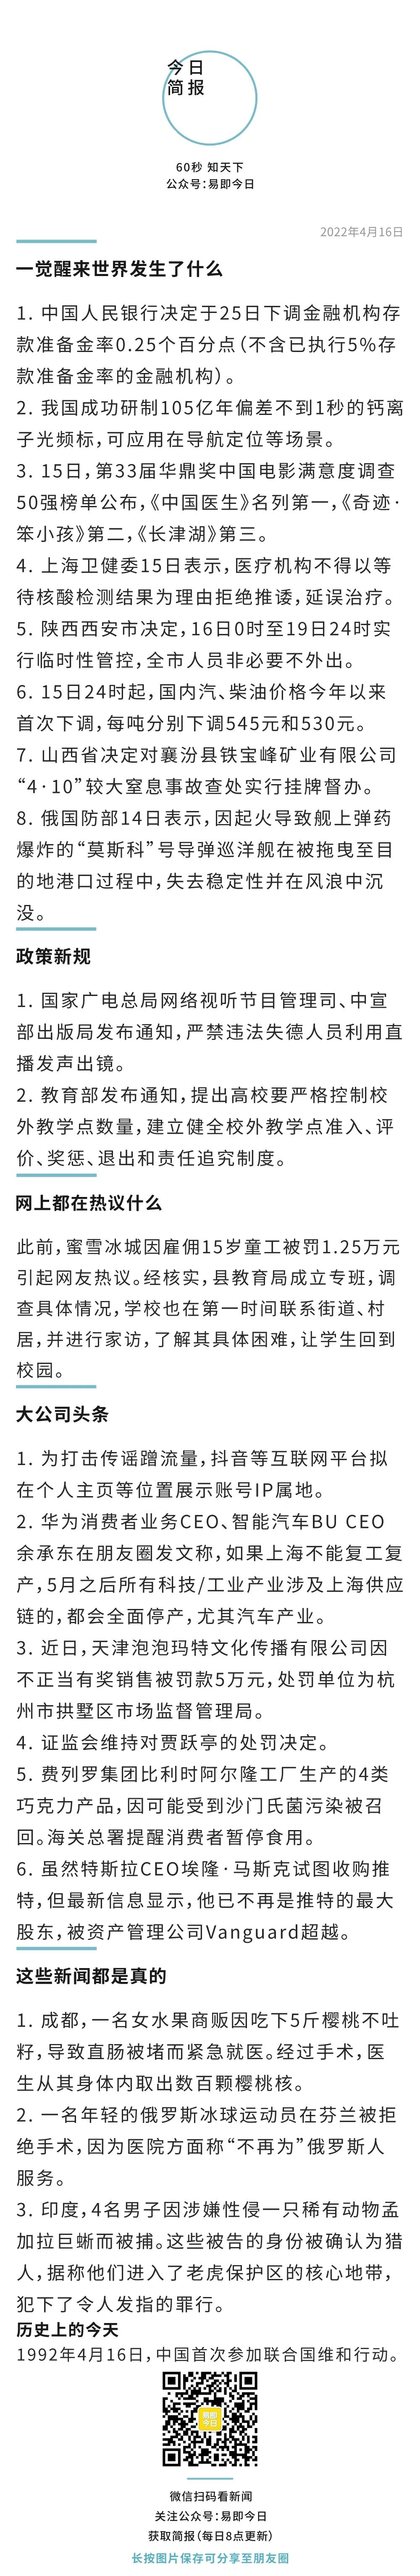 今日
简报
60秒 知天下
公众号：易即今日
2022年4月16日
一觉醒来世界发生了什么
1. 中国人民银行决定于25日下调金融机构存
款准备金率0.25个百分点（不含已执行5%存
款准备金率的金融机构）。
2. 我国成功研制105亿年偏差不到1秒的钙离
子光频标，可应用在导航定位等场景。
3. 15日，第33届华鼎奖中国电影满意度调查
50强榜单公布，《中国医生》名列第一，《奇迹·
笨小孩》第二，《长津湖》第三。
4. 上海卫健委15日表示，医疗机构不得以等
待核酸检测结果为理由拒绝推诿，延误治疗。
5. 陕西西安市决定，16日0时至19日24时实
行临时性管控，全市人员非必要不外出。
6. 15日24时起，国内汽、柴油价格今年以来
首次下调，每吨分别下调545元和530元。
7. 山西省决定对襄汾县铁宝峰矿业有限公司
“4·10”较大窒息事故查处实行挂牌督办。
8. 俄国防部14日表示，因起火导致舰上弹药
爆炸的“莫斯科”号导弹巡洋舰在被拖曳至目
的地港口过程中，失去稳定性并在风浪中沉
没。
政策新规
1. 国家广电总局网络视听节目管理司、中宣
部出版局发布通知，严禁违法失德人员利用直
播发声出镜。
2. 教育部发布通知，提出高校要严格控制校
外教学点数量，建立健全校外教学点准入、评
价、奖惩、退出和责任追究制度。
网上都在热议什么
此前，蜜雪冰城因雇佣15岁童工被罚1.25万元
引起网友热议。经核实，县教育局成立专班，调
查具体情况，学校也在第一时间联系街道、村
居，并进行家访，了解其具体困难，让学生回到
校园。
大公司头条
1. 为打击传谣蹭流量，抖音等互联网平台拟
在个人主页等位置展示账号IP属地。
2. 华为消费者业务CEO、智能汽车BU CEO
余承东在朋友圈发文称，如果上海不能复工复
产，5月之后所有科技/工业产业涉及上海供应
链的，都会全面停产，尤其汽车产业。
3. 近日，天津泡泡玛特文化传播有限公司因
不正当有奖销售被罚款5万元，处罚单位为杭
州市拱墅区市场监督管理局。
4. 证监会维持对贾跃亭的处罚决定。
5. 费列罗集团比利时阿尔隆工厂生产的4类
巧克力产品，因可能受到沙门氏菌污染被召
回。海关总署提醒消费者暂停食用。
6. 虽然特斯拉CEO埃隆·马斯克试图收购推
特，但最新信息显示，他已不再是推特的最大
股东，被资产管理公司Vanguard超越。
这些新闻都是真的
1. 成都，一名女水果商贩因吃下5斤樱桃不吐
籽，导致直肠被堵而紧急就医。经过手术，医
生从其身体内取出数百颗樱桃核。
2. 一名年轻的俄罗斯冰球运动员在芬兰被拒
绝手术，因为医院方面称“不再为”俄罗斯人
服务。
3. 印度，4名男子因涉嫌性侵一只稀有动物孟
加拉巨蜥而被捕。这些被告的身份被确认为猎
人，据称他们进入了老虎保护区的核心地带，
犯下了令人发指的罪行。
历史上的今天
1992年4月16日，中国首次参加联合国维和行动。
易即
今日
微信扫码看新闻
关注公众号：易即今日
获取简报（每日8点更新）
长按图片保存可分享至朋友圈